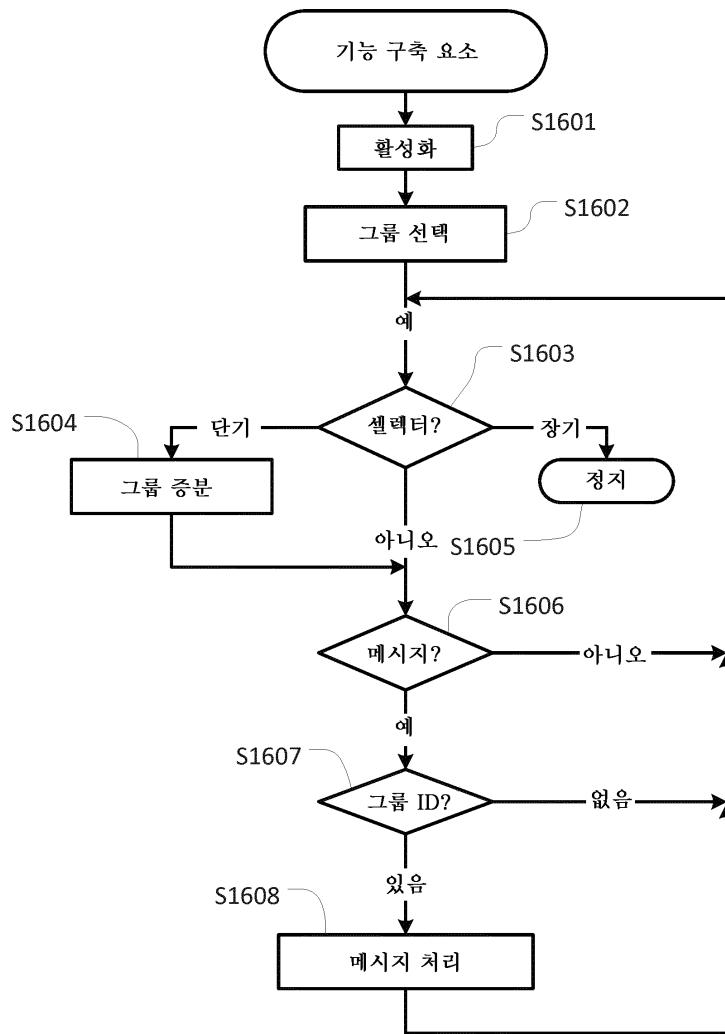 기능 구축 요소
S1601
활성화
S1602
그룹 선택
예
S1603
S1604
단기
셀렉터?
장기
그룹 증분
정지
아니오
S1605
S1606
메시지?
아니오
예
S1607
그룹 ID?
없음
있음
S1608
메시지 처리